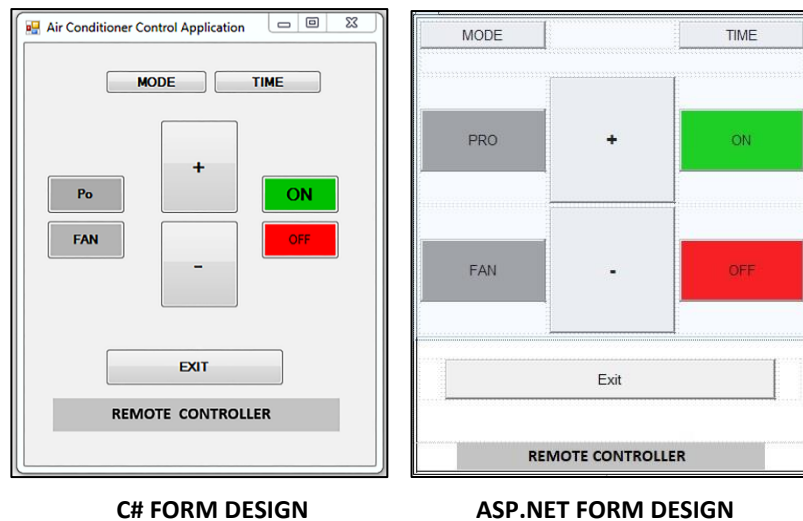 Air Conditioner Control Application
MODE TIME
+
Po
ON
FAN
OFF
-
EXIT
REMOTE CONTROLLER
MODE TIME
PRO + ON
FAN - OFF
Exit
REMOTE CONTROLLER
C# FORM DESIGN
ASP.NET FORM DESIGN